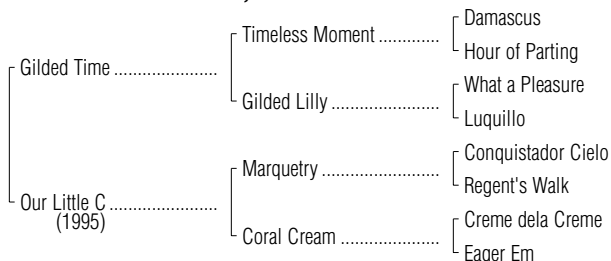 Damascus
Timeless Moment .............
Hour of Parting
Gilded Time .....................
What a Pleasure
Gilded Lilly ......................
Luquillo
Conquistador Cielo
Marquetry ........................
Regent's Walk
Our Little C ......................
(1995)
Creme dela Creme
Coral Cream ....................
Eager Em